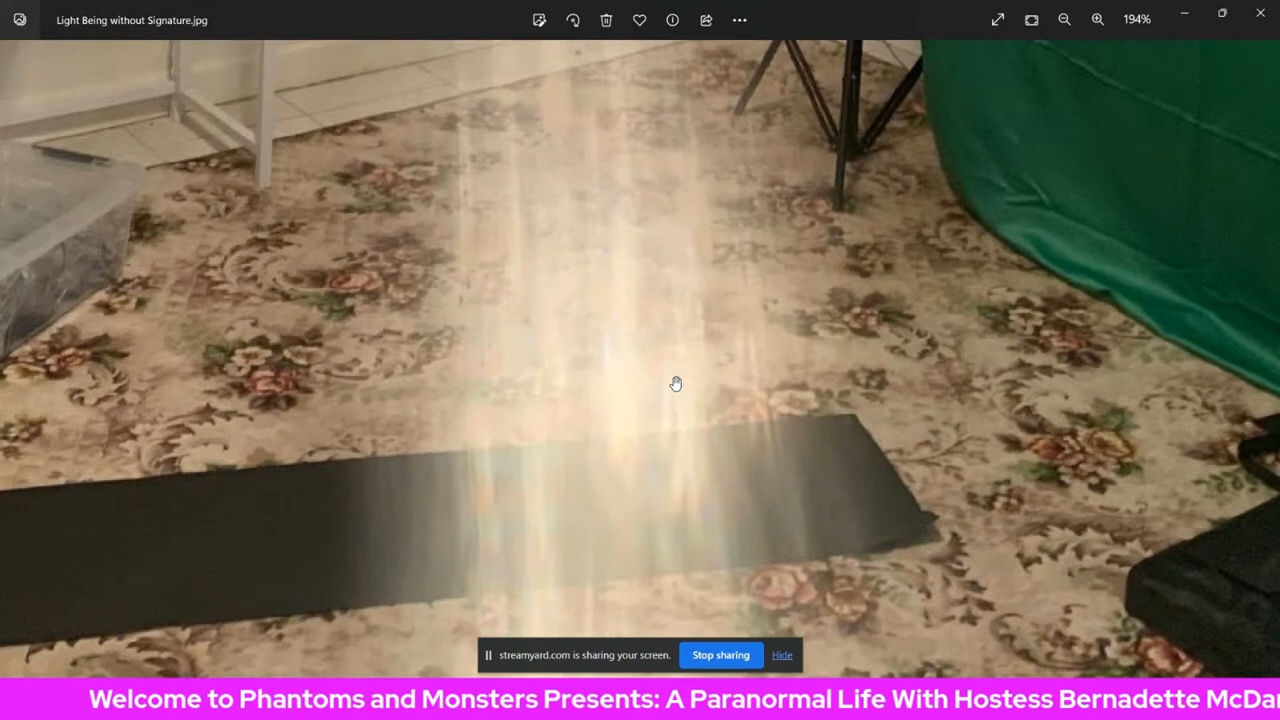 Light Being without Signature.jpg
194%
streamyard.com is sharing your screen.
Stop sharing
Hide
Welcome to Phantoms and Monsters Presents: A Paranormal Life With Hostess Bernadette